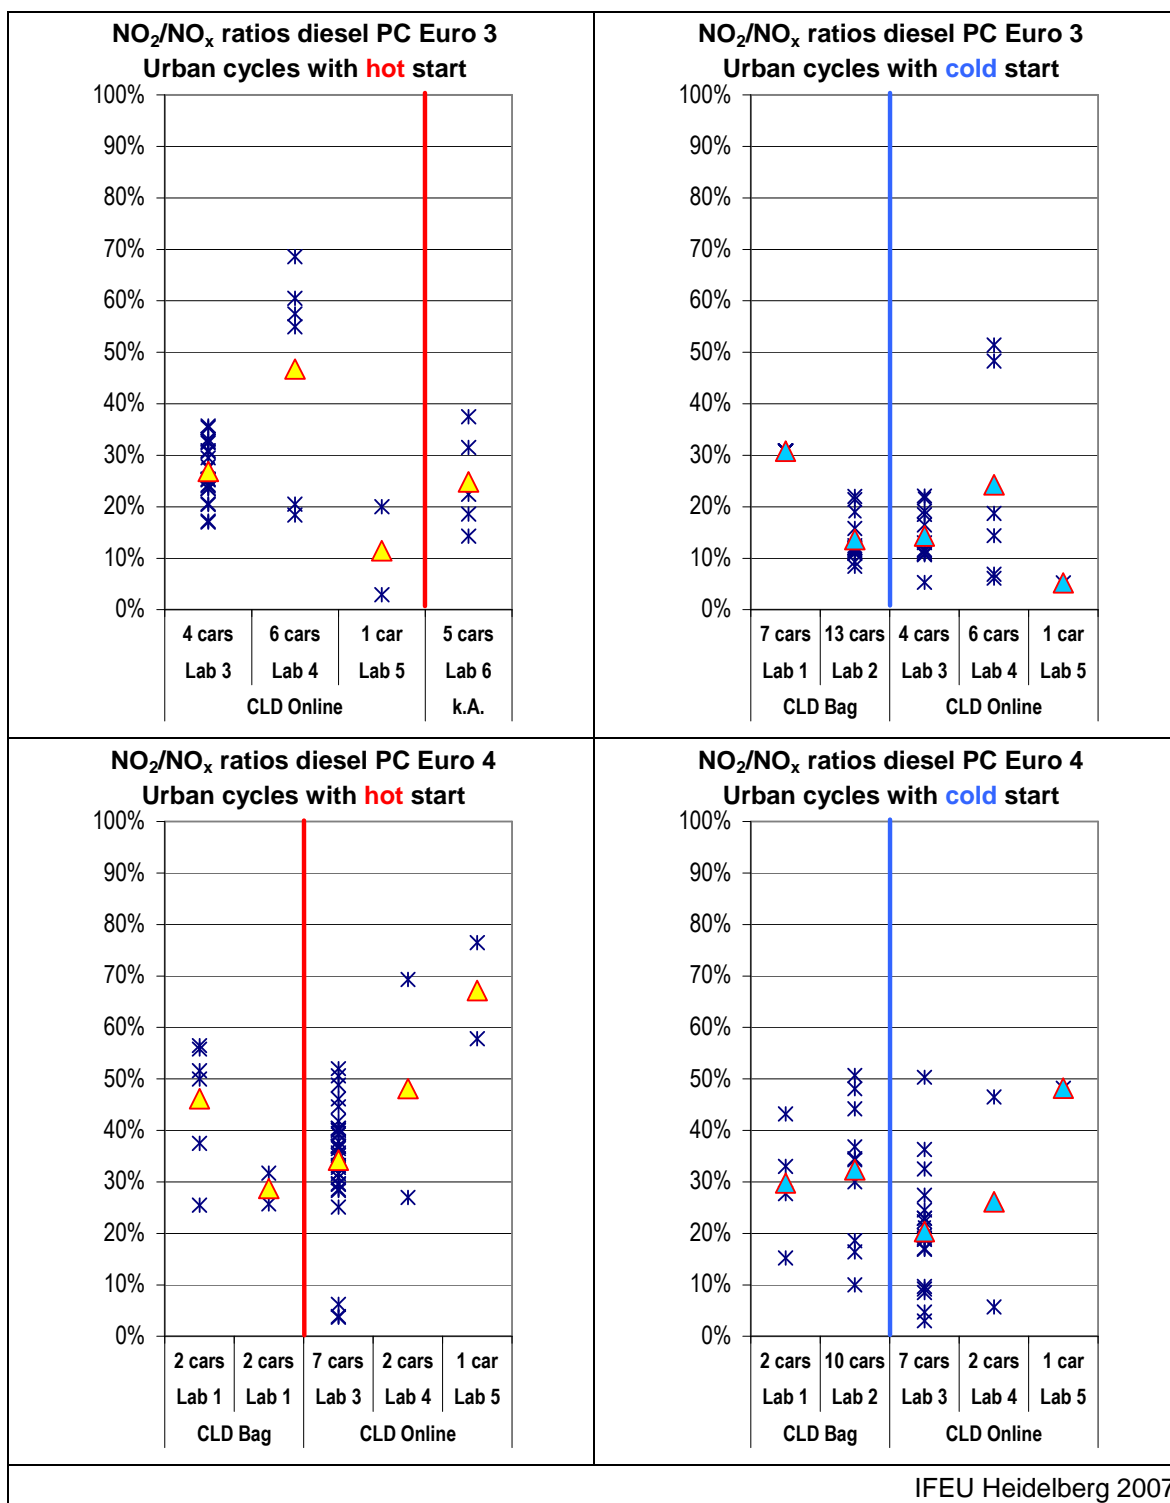 NO2/NOx ratios diesel PC Euro 3
Urban cycles with hot start
100%
90%
80%
70%
60%
50%
40%
30%
20%
10%
0%
4 cars 6 cars 1 car 5 cars
Lab 3 Lab 4 Lab 5 Lab 6
CLD Online k.A.
NO2/NOx ratios diesel PC Euro 3
Urban cycles with cold start
100%
90%
80%
70%
60%
50%
40%
30%
20%
10%
0%
7 cars 13 cars 4 cars 6 cars 1 car
Lab 1 Lab 2 Lab 3 Lab 4 Lab 5
CLD Bag CLD Online
NO2/NOx ratios diesel PC Euro 4
Urban cycles with hot start
100%
90%
80%
70%
60%
50%
40%
30%
20%
10%
0%
2 cars 2 cars 7 cars 2 cars 1 car
Lab 1 Lab 1 Lab 3 Lab 4 Lab 5
CLD Bag CLD Online
NO2/NOx ratios diesel PC Euro 4
Urban cycles with cold start
100%
90%
80%
70%
60%
50%
40%
30%
20%
10%
0%
2 cars 10 cars 7 cars 2 cars 1 car
Lab 1 Lab 2 Lab 3 Lab 4 Lab 5
CLD Bag CLD Online
IFEU Heidelberg 2007